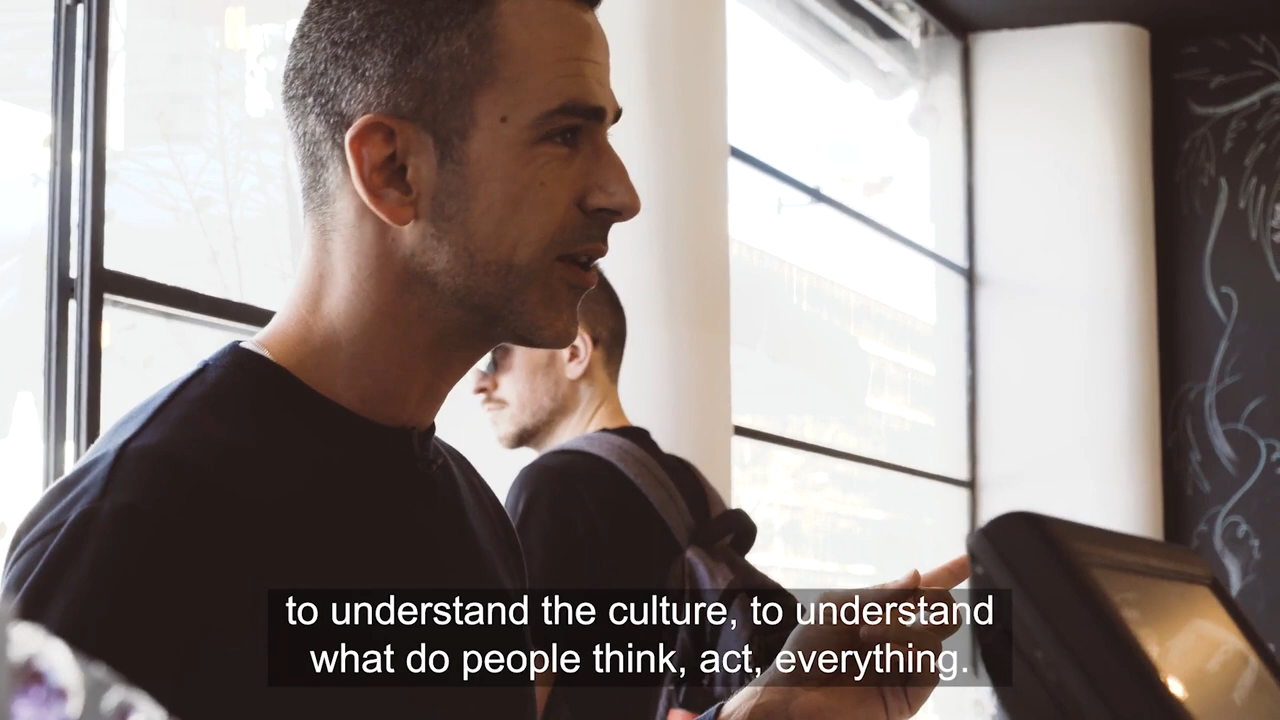 to understand the culture, to understand
what do people think, act, everything.